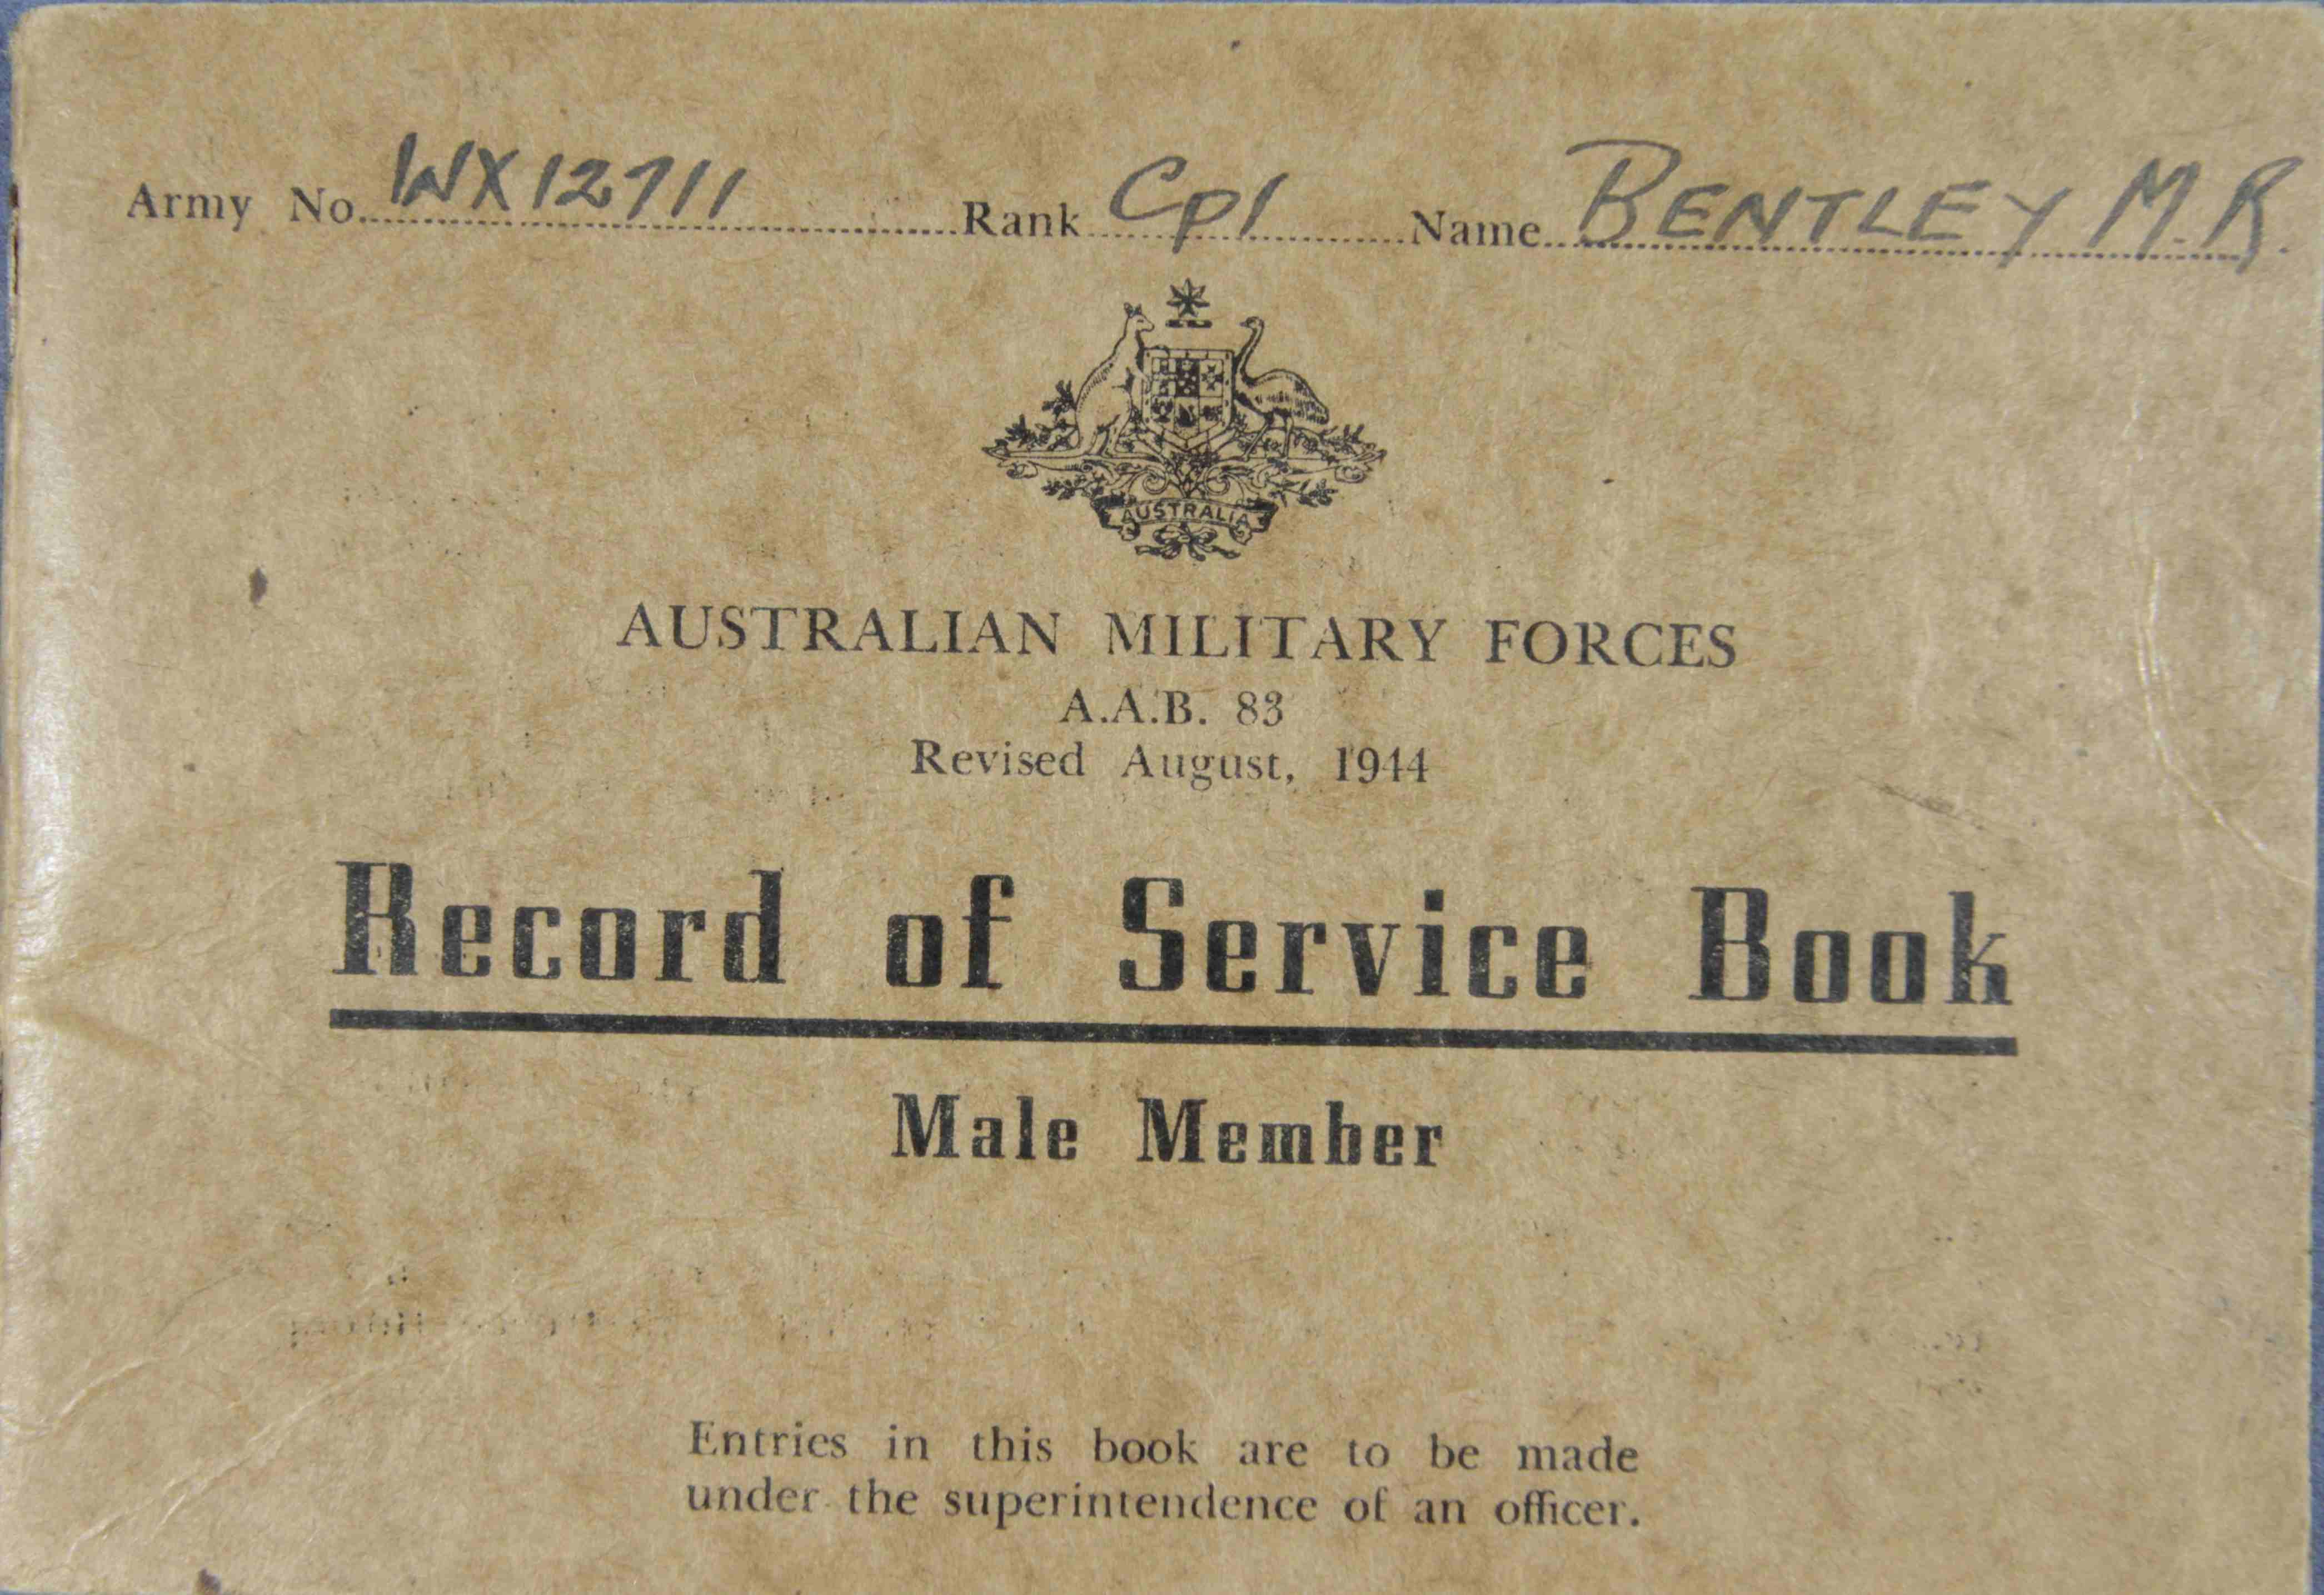 Army No. WX12711 Rank Cpl Name BENTLEY M.R.
AUSTRALIA
AUSTRALIAN MILITARY FORCES
A.A.B. 83
Revised August, 1944
Record of Service Book
Male Member
Entries in this book are to be made
under the superintendence of an officer.